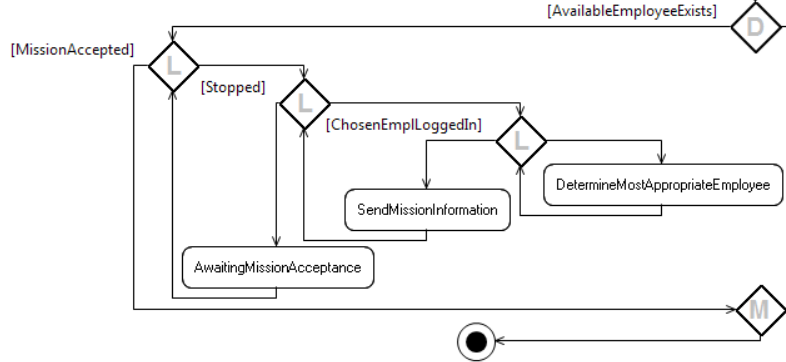 [AvailableEmployeeExists]
D
[MissionAccepted]
L
[Stopped]
L
[ChosenEmplLoggedIn]
L
DetermineMostAppropriateEmployee
SendMissionInformation
AwaitingMissionAcceptance
M